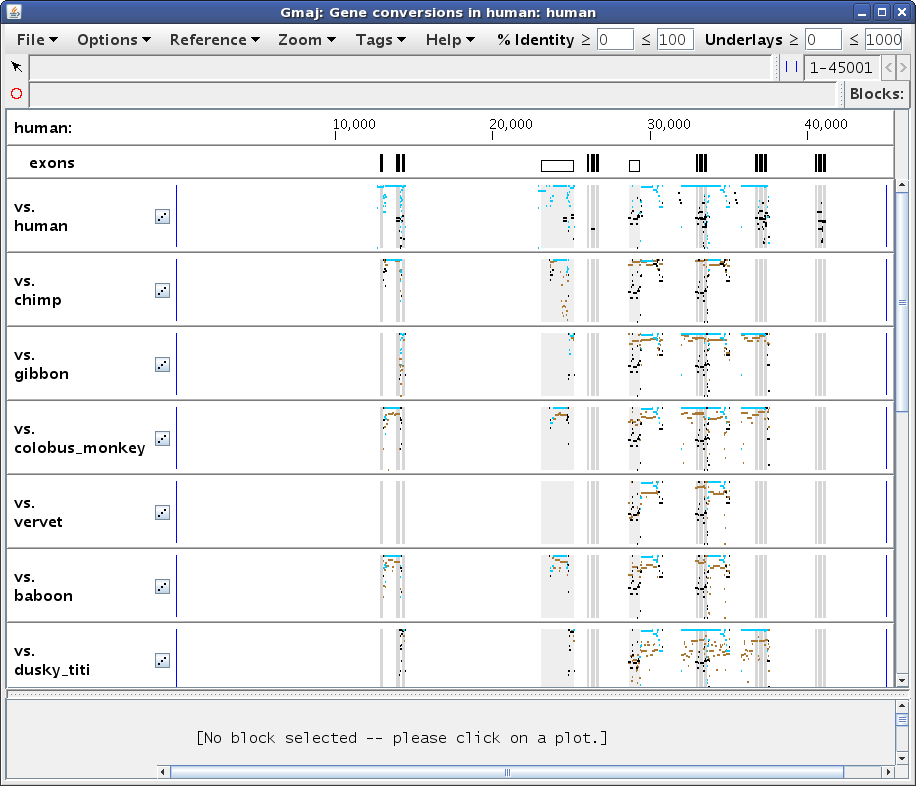 Gmaj: Gene conversions in human: human
File Options Reference Zoom Tags Help % Identity ≥ 0 ≤ 100 Underlays ≥ 0 ≤ 1000
1-45001
Blocks:
human: 10,000 20,000 30,000 40,000
exons
vs.
human
vs.
chimp
vs.
gibbon
vs.
colobus_monkey
vs.
vervet
vs.
baboon
vs.
dusky_titi
[No block selected -- please click on a plot.]